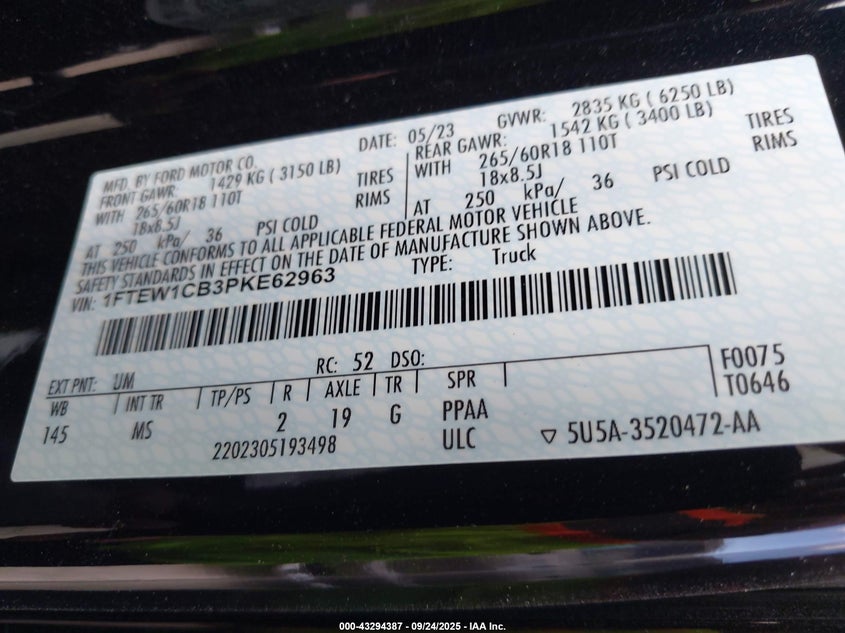 MFD. BY FORD MOTOR CO.
DATE: 05/23
GVWR: 2835 KG ( 6250 LB)
FRONT GAWR: 1429 KG ( 3150 LB)
WITH 265/60R18 110T TIRES
18x8.5J RIMS
AT 250 kPa/ 36 PSI COLD
REAR GAWR: 1542 KG ( 3400 LB)
WITH 265/60R18 110T TIRES
18x8.5J RIMS
AT 250 kPa/ 36 PSI COLD
THIS VEHICLE CONFORMS TO ALL APPLICABLE FEDERAL MOTOR VEHICLE
SAFETY STANDARDS IN EFFECT ON THE DATE OF MANUFACTURE SHOWN ABOVE.
VIN: 1FTEW1CB3PKE62963
TYPE: Truck
EXT PNT: UM
RC: 52 DSO:
WB INT TR TP/PS R AXLE TR SPR
145 MS 2 19 G PPAA
2202305193498 ULC
F0075
T0646
▽ 5U5A-3520472-AA
000-43294387 - 09/24/2025 - IAA Inc.